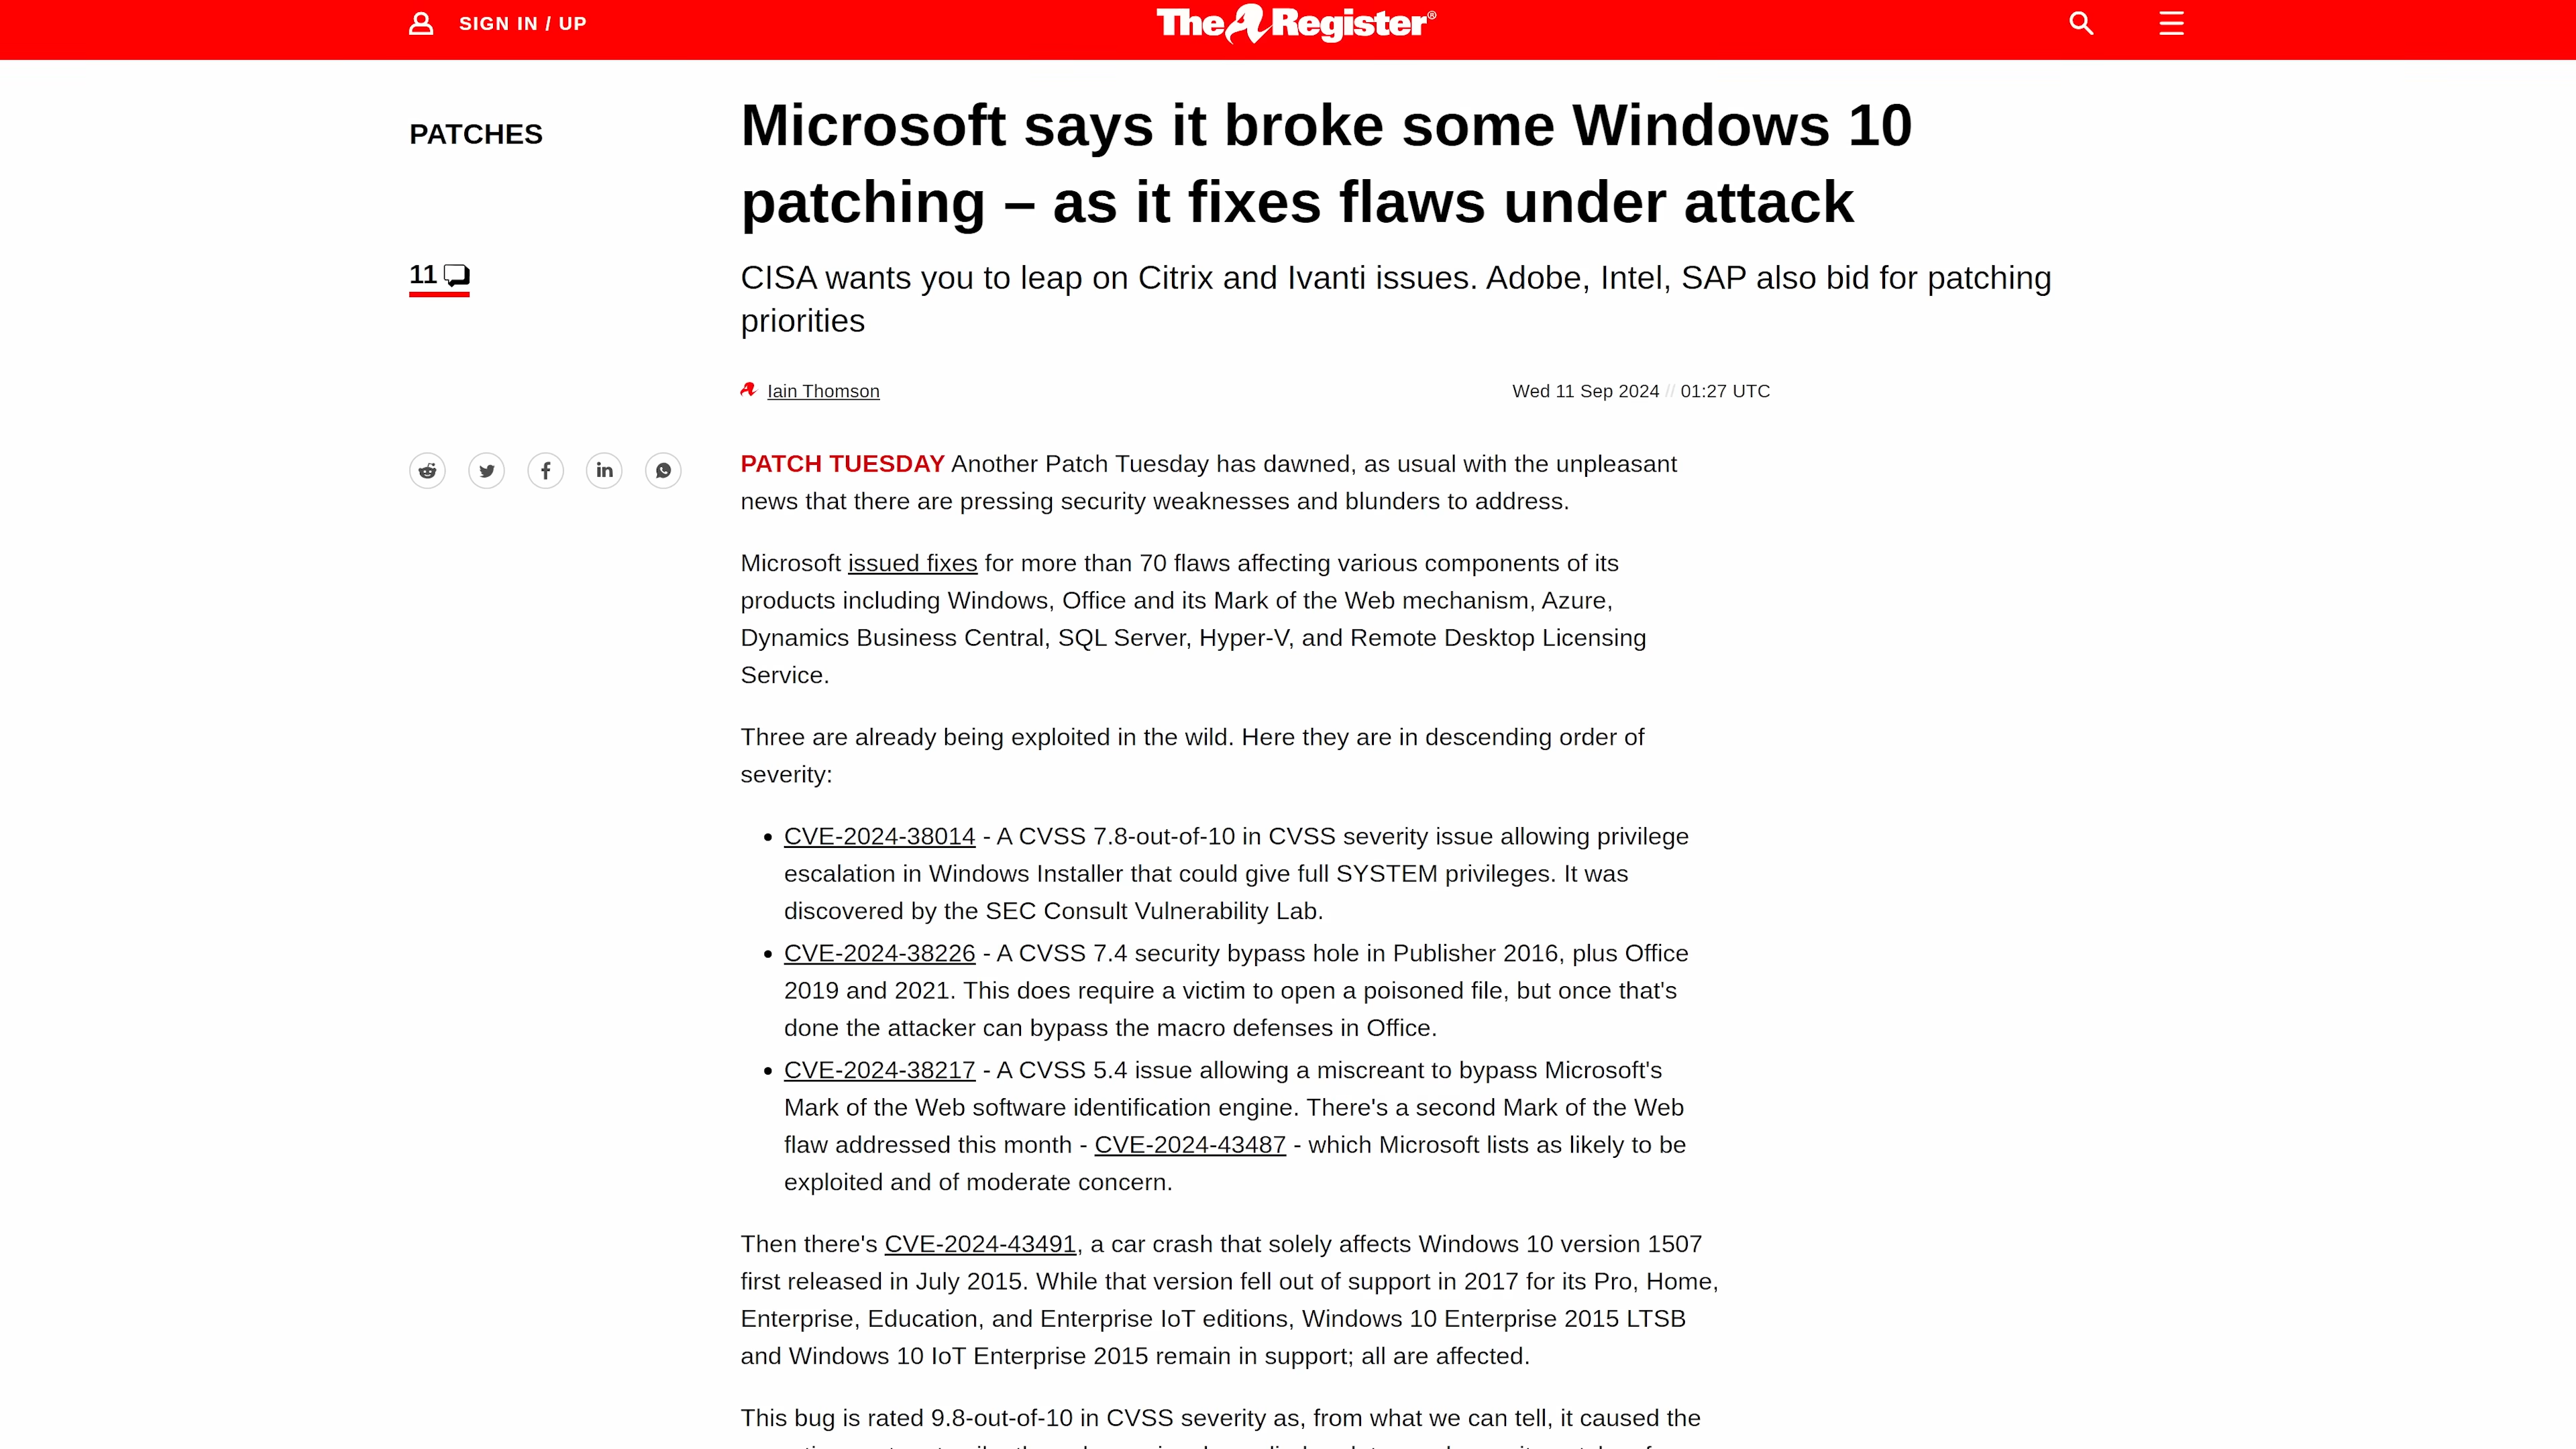 SIGN IN / UP
The Register®
PATCHES
Microsoft says it broke some Windows 10
patching – as it fixes flaws under attack
11
CISA wants you to leap on Citrix and Ivanti issues. Adobe, Intel, SAP also bid for patching
priorities
Iain Thomson
Wed 11 Sep 2024 // 01:27 UTC
PATCH TUESDAY Another Patch Tuesday has dawned, as usual with the unpleasant
news that there are pressing security weaknesses and blunders to address.
Microsoft issued fixes for more than 70 flaws affecting various components of its
products including Windows, Office and its Mark of the Web mechanism, Azure,
Dynamics Business Central, SQL Server, Hyper-V, and Remote Desktop Licensing
Service.
Three are already being exploited in the wild. Here they are in descending order of
severity:
• CVE-2024-38014 - A CVSS 7.8-out-of-10 in CVSS severity issue allowing privilege
escalation in Windows Installer that could give full SYSTEM privileges. It was
discovered by the SEC Consult Vulnerability Lab.
• CVE-2024-38226 - A CVSS 7.4 security bypass hole in Publisher 2016, plus Office
2019 and 2021. This does require a victim to open a poisoned file, but once that's
done the attacker can bypass the macro defenses in Office.
• CVE-2024-38217 - A CVSS 5.4 issue allowing a miscreant to bypass Microsoft's
Mark of the Web software identification engine. There's a second Mark of the Web
flaw addressed this month - CVE-2024-43487 - which Microsoft lists as likely to be
exploited and of moderate concern.
Then there's CVE-2024-43491, a car crash that solely affects Windows 10 version 1507
first released in July 2015. While that version fell out of support in 2017 for its Pro, Home,
Enterprise, Education, and Enterprise IoT editions, Windows 10 Enterprise 2015 LTSB
and Windows 10 IoT Enterprise 2015 remain in support; all are affected.
This bug is rated 9.8-out-of-10 in CVSS severity as, from what we can tell, it caused the